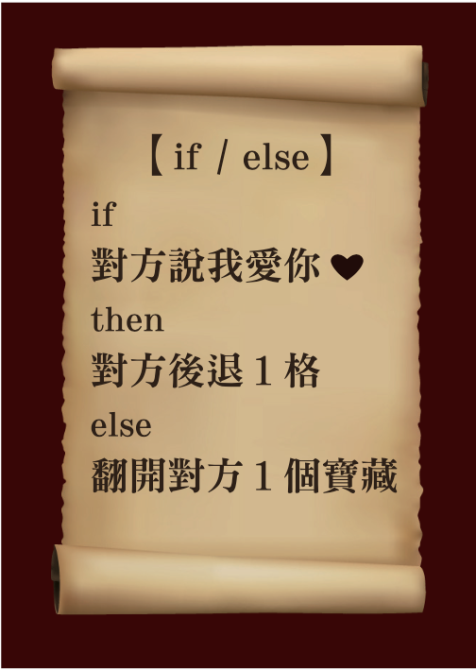 【if / else】
if
對方說我愛你♥
then
對方後退1格
else
翻開對方1個寶藏